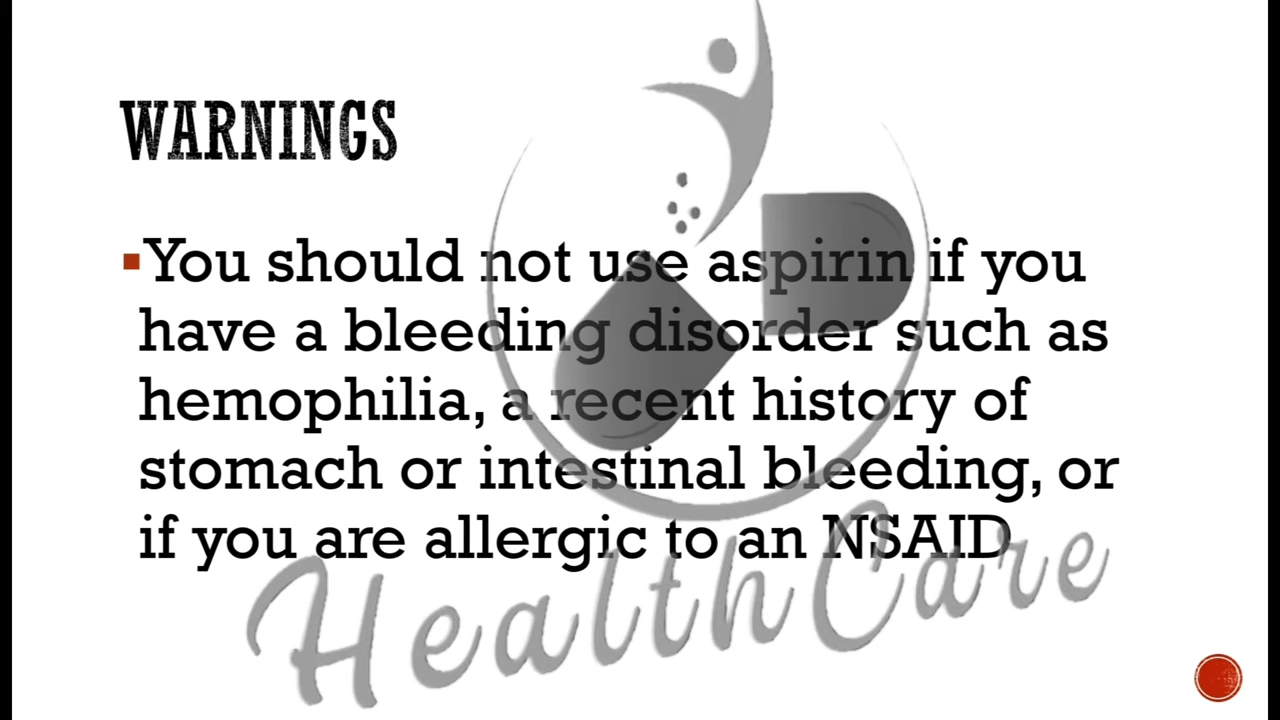 WARNINGS
▪You should not use aspirin if you
have a bleeding disorder such as
hemophilia, a recent history of
stomach or intestinal bleeding, or
if you are allergic to an NSAID
HealthCare